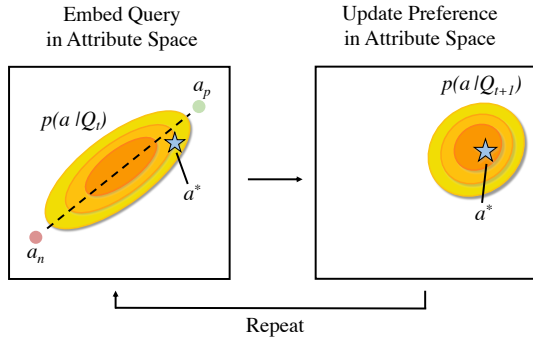 Embed Query
in Attribute Space
Update Preference
in Attribute Space
a_p
p(a |Q_t)
a*
a_n
p(a |Q_{t+1})
a*
Repeat